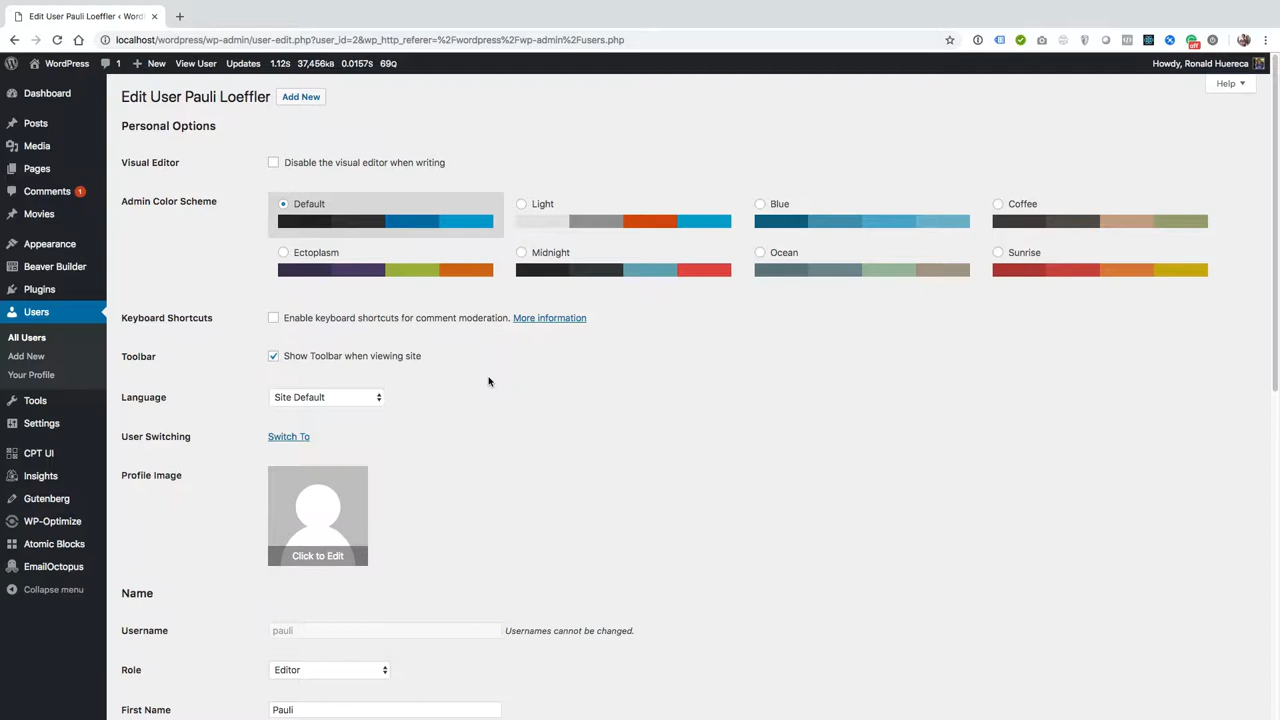 Edit User Pauli Loeffler ‹ Word
localhost/wordpress/wp-admin/user-edit.php?user_id=2&wp_http_referer=%2Fwordpress%2Fwp-admin%2Fusers.php
off
WordPress 1 New View User Updates 1.12s 37,456kʙ 0.0157s 69Q Howdy, Ronald Huereca
Help
Dashboard
Posts
Media
Pages
Comments 1
Movies
Appearance
Beaver Builder
Plugins
Users
All Users
Add New
Your Profile
Tools
Settings
CPT UI
Insights
Gutenberg
WP-Optimize
Atomic Blocks
EmailOctopus
Collapse menu
Edit User Pauli Loeffler Add New
Personal Options
Visual Editor Disable the visual editor when writing
Admin Color Scheme Default Light Blue Coffee
Ectoplasm Midnight Ocean Sunrise
Keyboard Shortcuts Enable keyboard shortcuts for comment moderation. More information
Toolbar Show Toolbar when viewing site
Language Site Default
User Switching Switch To
Profile Image
Click to Edit
Name
Username pauli Usernames cannot be changed.
Role Editor
First Name Pauli